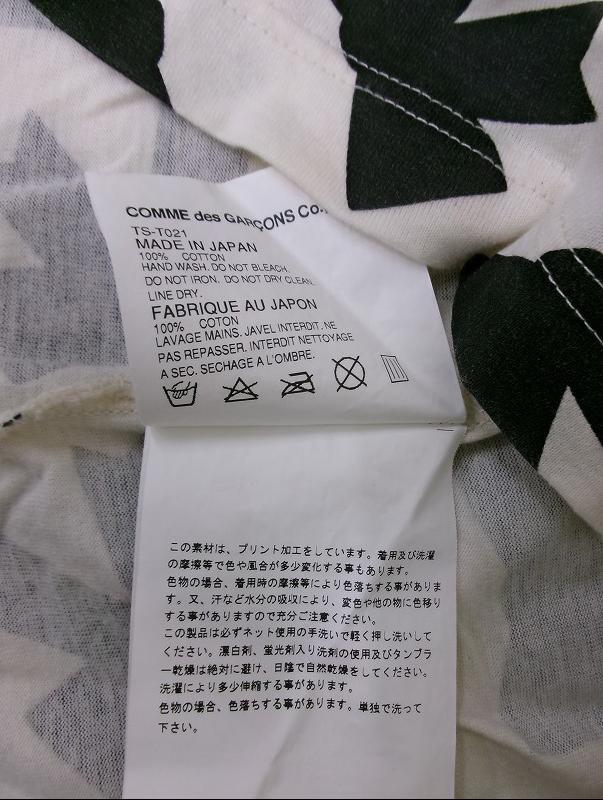 COMME des GARÇONS Co.,
TS-T021
MADE IN JAPAN
100% COTTON
HAND WASH. DO NOT BLEACH.
DO NOT IRON. DO NOT DRY CLEAN.
LINE DRY.
FABRIQUE AU JAPON
100% COTON
LAVAGE MAINS. JAVEL INTERDIT. NE
PAS REPASSER. INTERDIT NETTOYAGE
A SEC. SECHAGE A L'OMBRE.
この素材は、プリント加工をしています。着用及び洗濯
の摩擦等で色や風合が多少変化する事もあります。
色物の場合、着用時の摩擦等により色落ちする事がありま
す。又、汗など水分の吸収により、変色や他の物に色移り
する事がありますので充分ご注意ください。
この製品は必ずネット使用の手洗いで軽く押し洗いして
ください。漂白剤、蛍光剤入り洗剤の使用及びタンブラ
ー乾燥は絶対に避け、日陰で自然乾燥をしてください。
洗濯により多少伸縮する事があります。
色物の場合、色落ちする事があります。単独で洗って
下さい。